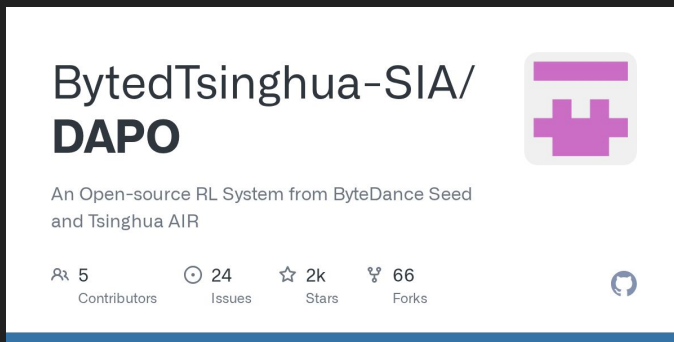 BytedTsinghua-SIA/
DAPO
An Open-source RL System from ByteDance Seed
and Tsinghua AIR
5 24 2k 66
Contributors Issues Stars Forks